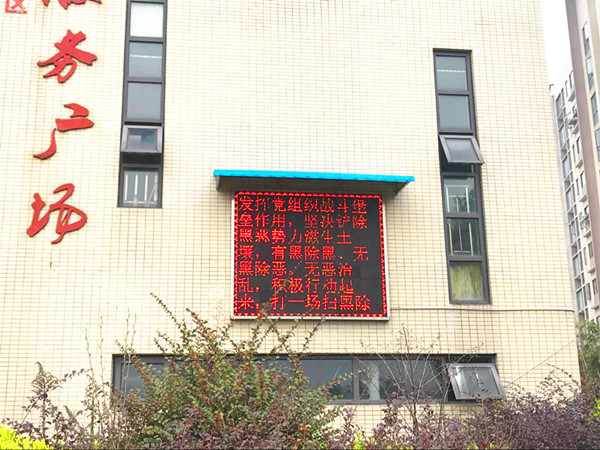 区
服务广场
发挥党组织战斗堡
垒作用，坚决铲除
黑恶势力滋生土
壤，有黑除黑、无
黑除恶，无恶治
乱，积极行动起
来，打一场扫黑除